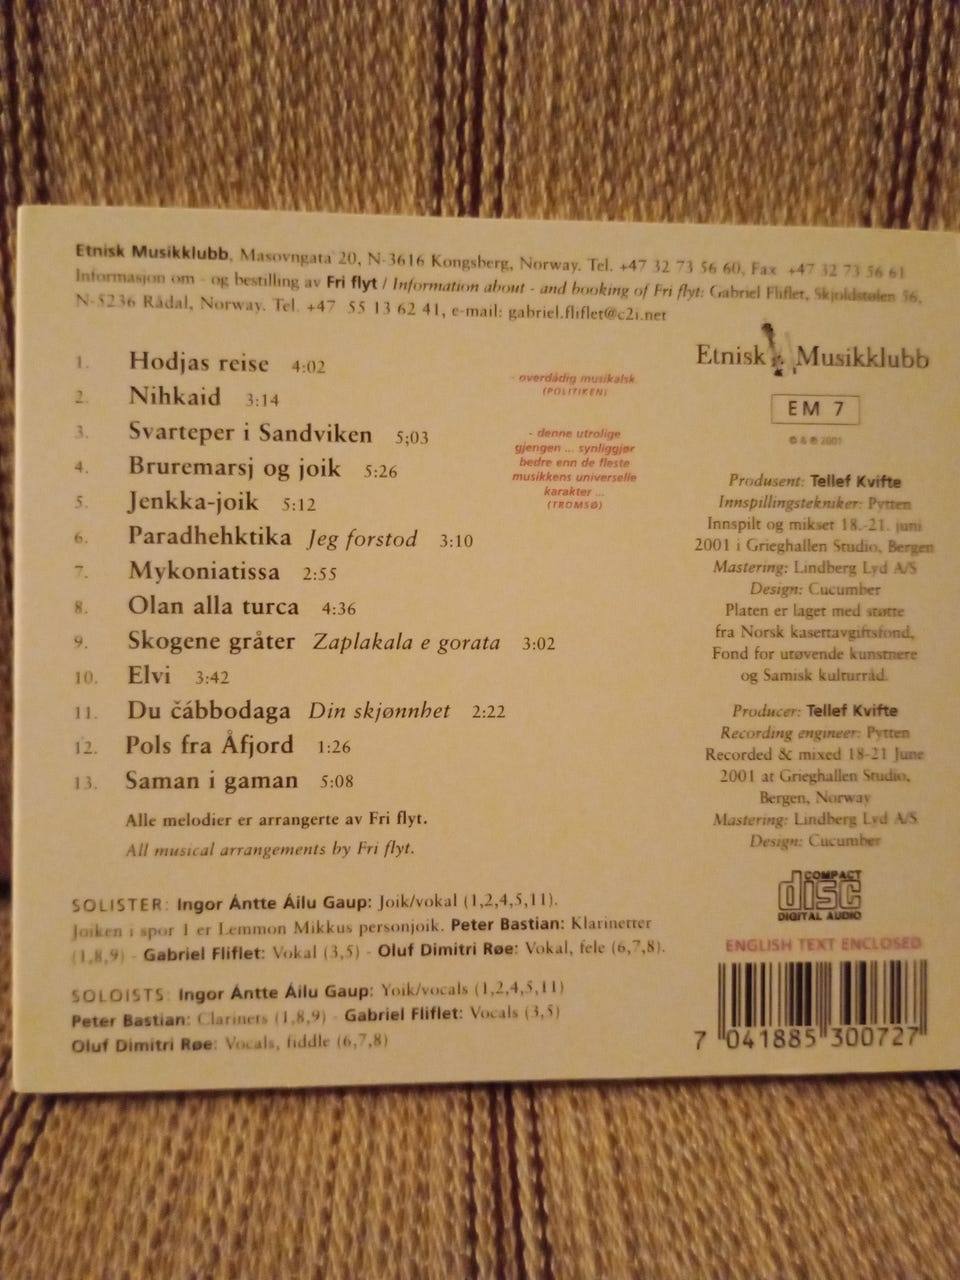 Etnisk Musikklubb, Masovngata 20, N-3616 Kongsberg, Norway. Tel. +47 32 73 56 60, Fax +47 32 73 56 61
Informasjon om - og bestilling av Fri flyt / Information about - and booking of Fri flyt: Gabriel Fliflet, Skjoldstølen 56,
N-5236 Rådal, Norway. Tel. +47 55 13 62 41, e-mail: gabriel.fliflet@c2i.net
1. Hodjas reise 4:02
2. Nihkaid 3:14
3. Svarteper i Sandviken 5;03
4. Bruremarsj og joik 5:26
5. Jenkka-joik 5:12
6. Paradhehktika Jeg forstod 3:10
7. Mykoniatissa 2:55
8. Olan alla turca 4:36
9. Skogene gråter Zaplakala e gorata 3:02
10. Elvi 3:42
11. Du čábbodaga Din skjønnhet 2:22
12. Pols fra Åfjord 1:26
13. Saman i gaman 5:08
Alle melodier er arrangerte av Fri flyt.
All musical arrangements by Fri flyt.
- overdådig musikalsk
(POLITIKEN)
- denne utrolige
gjengen ... synliggjør
bedre enn de fleste
musikkens universelle
karakter ...
(TROMSØ)
Etnisk Musikklubb
EM 7
© & ℗ 2001
Produsent: Tellef Kvifte
Innspillingstekniker: Pytten
Innspilt og mikset 18.-21. juni
2001 i Grieghallen Studio, Bergen
Mastering: Lindberg Lyd A/S
Design: Cucumber
Platen er laget med støtte
fra Norsk kasettavgiftsfond,
Fond for utøvende kunstnere
og Samisk kulturråd.
Producer: Tellef Kvifte
Recording engineer: Pytten
Recorded & mixed 18-21 June
2001 at Grieghallen Studio,
Bergen, Norway
Mastering: Lindberg Lyd A/S
Design: Cucumber
COMPACT
disc
DIGITAL AUDIO
ENGLISH TEXT ENCLOSED
7 041885 300727
SOLISTER: Ingor Ántte Áilu Gaup: Joik/vokal (1,2,4,5,11).
Joiken i spor 1 er Lemmon Mikkus personjoik. Peter Bastian: Klarinetter
(1,8,9) - Gabriel Fliflet: Vokal (3,5) - Oluf Dimitri Røe: Vokal, fele (6,7,8).
SOLOISTS: Ingor Ántte Áilu Gaup: Yoik/vocals (1,2,4,5,11)
Peter Bastian: Clarinets (1,8,9) - Gabriel Fliflet: Vocals (3,5)
Oluf Dimitri Røe: Vocals, fiddle (6,7,8)